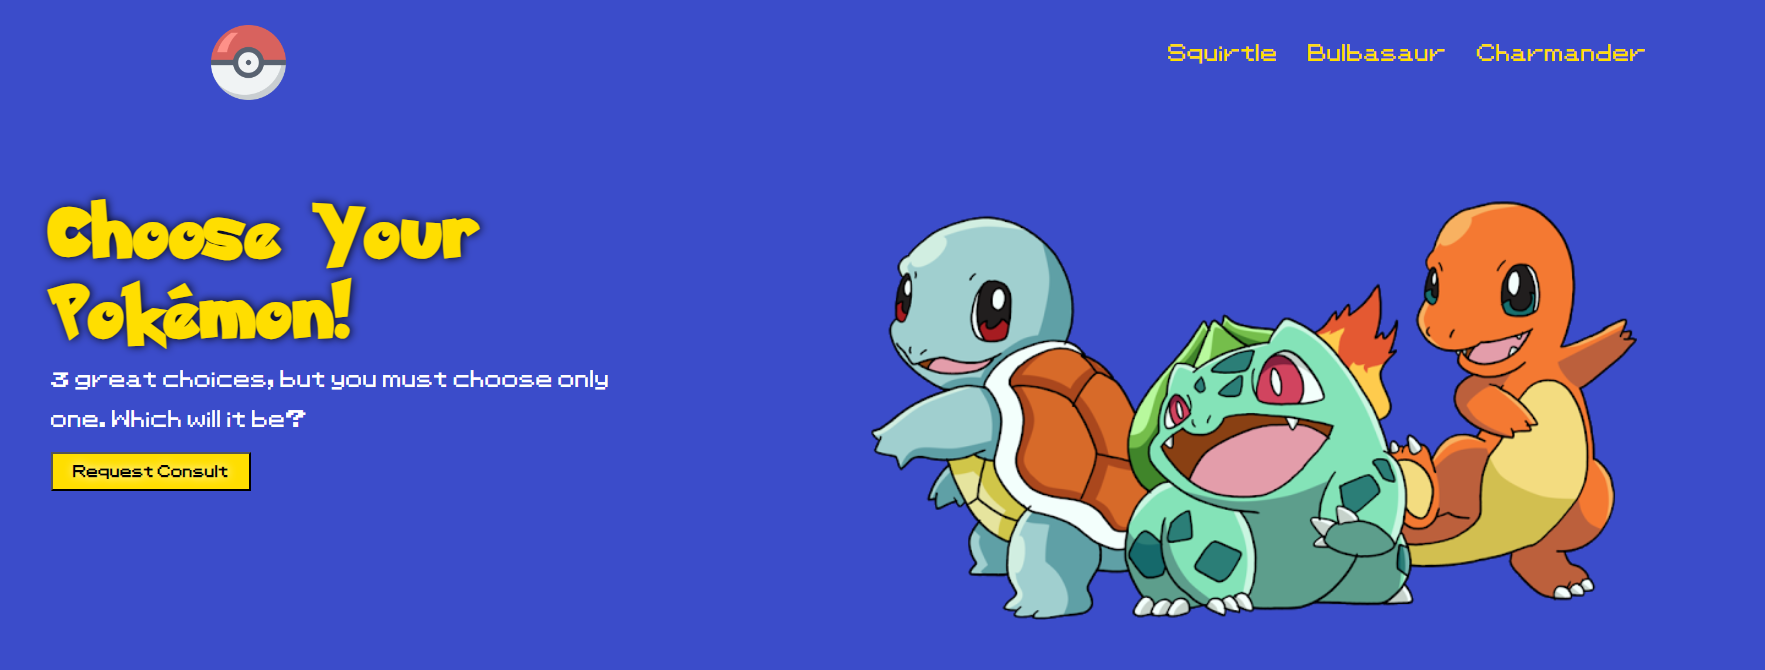 Squirtle Bulbasaur Charmander
Choose Your
Pokémon!
3 great choices, but you must choose only
one. Which will it be?
Request Consult